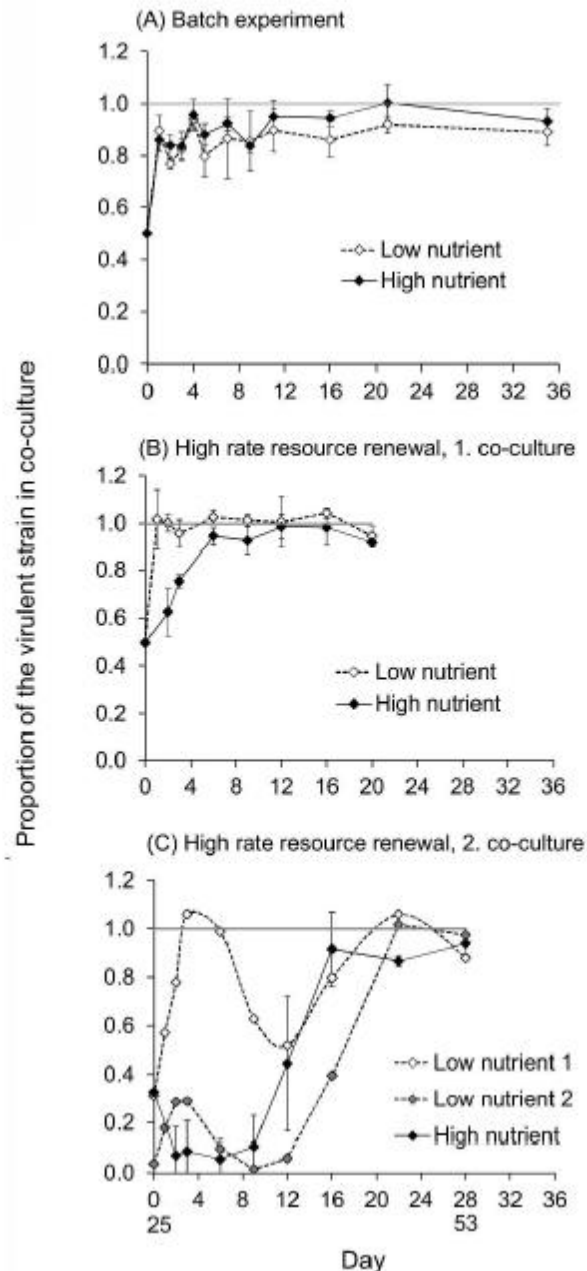 (A) Batch experiment
1.2
1.0
0.8
0.6
0.4
0.2
0.0
Low nutrient
High nutrient
0 4 8 12 16 20 24 28 32 36
Proportion of the virulent strain in co-culture
(B) High rate resource renewal, 1. co-culture
1.2
1.0
0.8
0.6
0.4
0.2
0.0
Low nutrient
High nutrient
0 4 8 12 16 20 24 28 32 36
(C) High rate resource renewal, 2. co-culture
1.2
1.0
0.8
0.6
0.4
0.2
0.0
Low nutrient 1
Low nutrient 2
High nutrient
0 4 8 12 16 20 24 28 32 36
25 53
Day